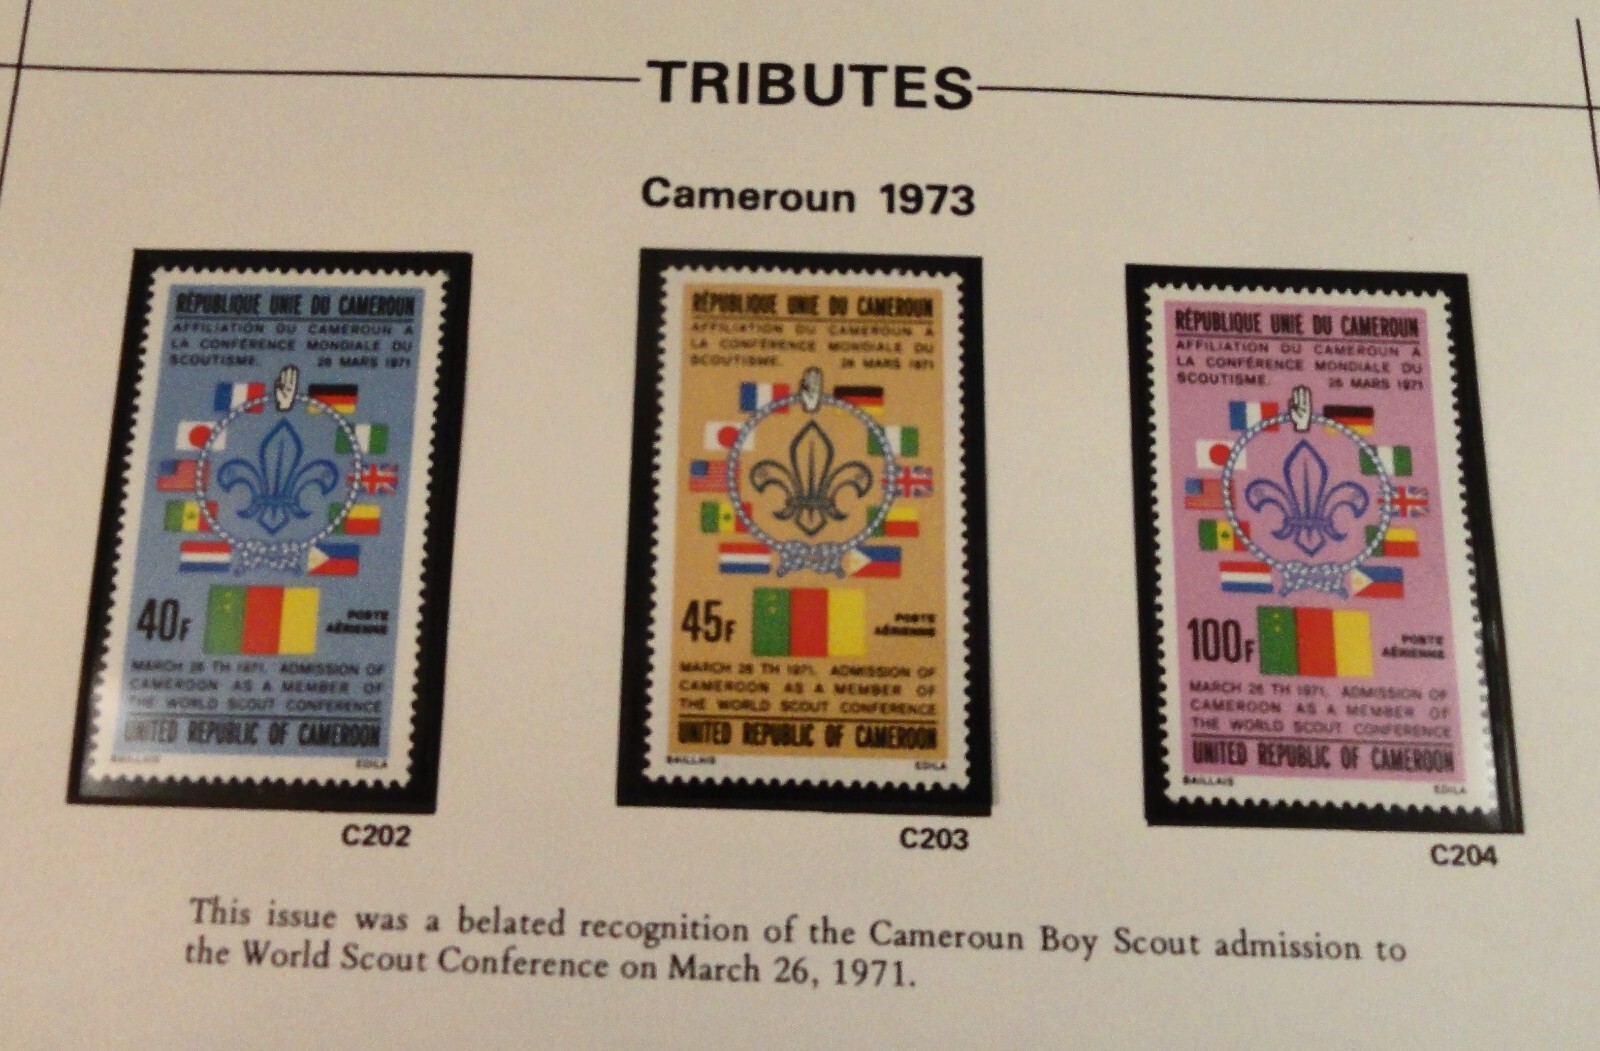 TRIBUTES
Cameroun 1973
RÉPUBLIQUE UNIE DU CAMEROUN
AFFILIATION DU CAMEROUN A
LA CONFÉRENCE MONDIALE DU
SCOUTISME. 26 MARS 1971
40F
POSTE
AÉRIENNE
MARCH 26 TH 1971, ADMISSION OF
CAMEROON AS A MEMBER OF
THE WORLD SCOUT CONFERENCE
UNITED REPUBLIC OF CAMEROON
BAILLAIS EDILA
C202
RÉPUBLIQUE UNIE DU CAMEROUN
AFFILIATION DU CAMEROUN A
LA CONFÉRENCE MONDIALE DU
SCOUTISME. 26 MARS 1971
45F
POSTE
AÉRIENNE
MARCH 26 TH 1971, ADMISSION OF
CAMEROON AS A MEMBER OF
THE WORLD SCOUT CONFERENCE
UNITED REPUBLIC OF CAMEROON
BAILLAIS EDILA
C203
RÉPUBLIQUE UNIE DU CAMEROUN
AFFILIATION DU CAMEROUN A
LA CONFÉRENCE MONDIALE DU
SCOUTISME. 26 MARS 1971
100F
POSTE
AÉRIENNE
MARCH 26 TH 1971, ADMISSION OF
CAMEROON AS A MEMBER OF
THE WORLD SCOUT CONFERENCE
UNITED REPUBLIC OF CAMEROON
BAILLAIS EDILA
C204
This issue was a belated recognition of the Cameroun Boy Scout admission to
the World Scout Conference on March 26, 1971.